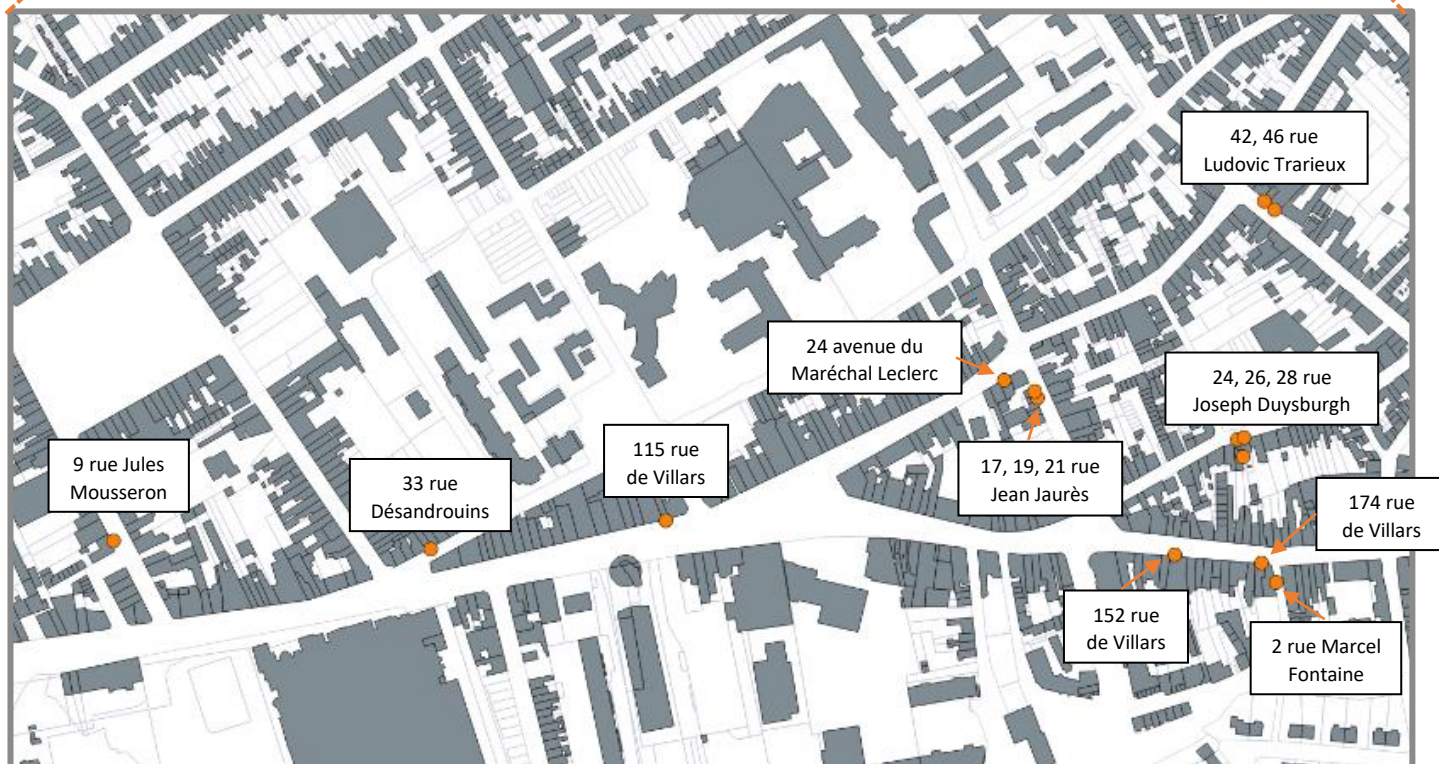 42, 46 rue
Ludovic Trarieux
24 avenue du
Maréchal Leclerc
24, 26, 28 rue
Joseph Duysburgh
9 rue Jules
Mousseron
33 rue
Désandrouins
115 rue
de Villars
17, 19, 21 rue
Jean Jaurès
174 rue
de Villars
152 rue
de Villars
2 rue Marcel
Fontaine